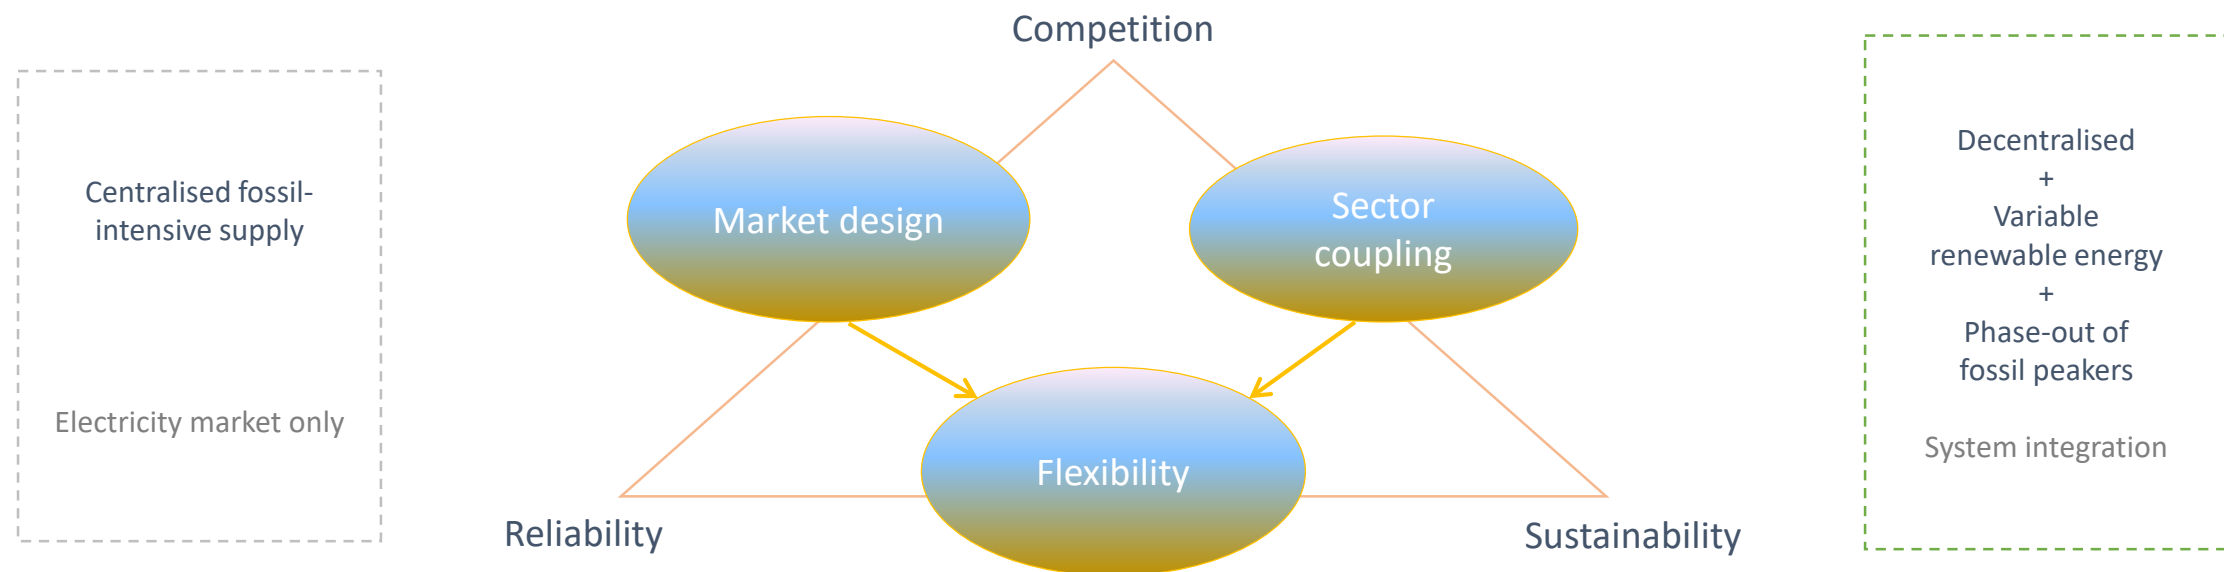 Centralised fossil-
intensive supply
Electricity market only
Competition
Market design
Sector
coupling
Flexibility
Reliability
Sustainability
Decentralised
+
Variable
renewable energy
+
Phase-out of
fossil peakers
System integration